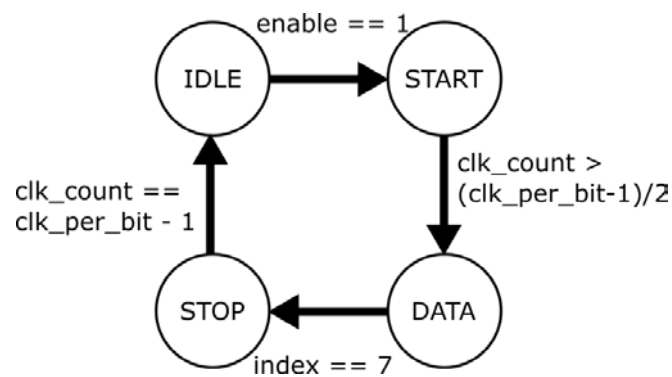 enable == 1
IDLE
START
clk_count >
(clk_per_bit-1)/2
clk_count ==
clk_per_bit - 1
STOP
DATA
index == 7